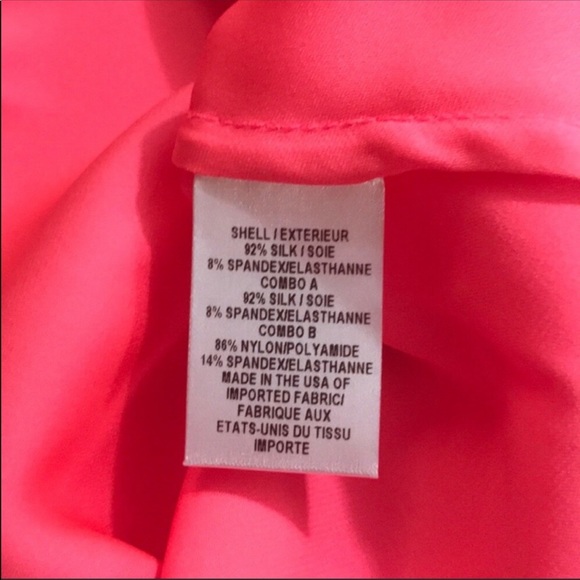 SHELL / EXTERIEUR
92% SILK / SOIE
8% SPANDEX/ELASTHANNE
COMBO A
92% SILK / SOIE
8% SPANDEX/ELASTHANNE
COMBO B
86% NYLON/POLYAMIDE
14% SPANDEX/ELASTHANNE
MADE IN THE USA OF
IMPORTED FABRIC/
FABRIQUE AUX
ETATS-UNIS DU TISSU
IMPORTE